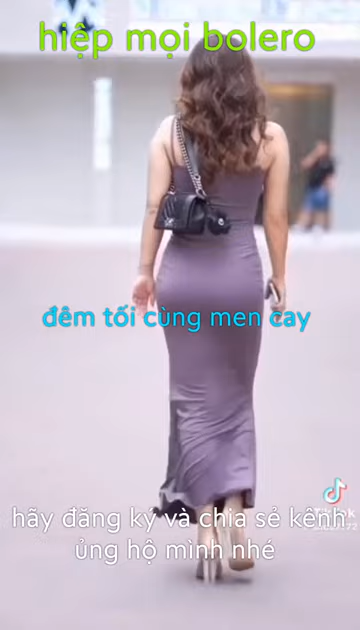 hiệp mọi bolero
đêm tối cùng men cay
hãy đăng ký và chia sẻ kênh
ủng hộ mình nhé
TikTok